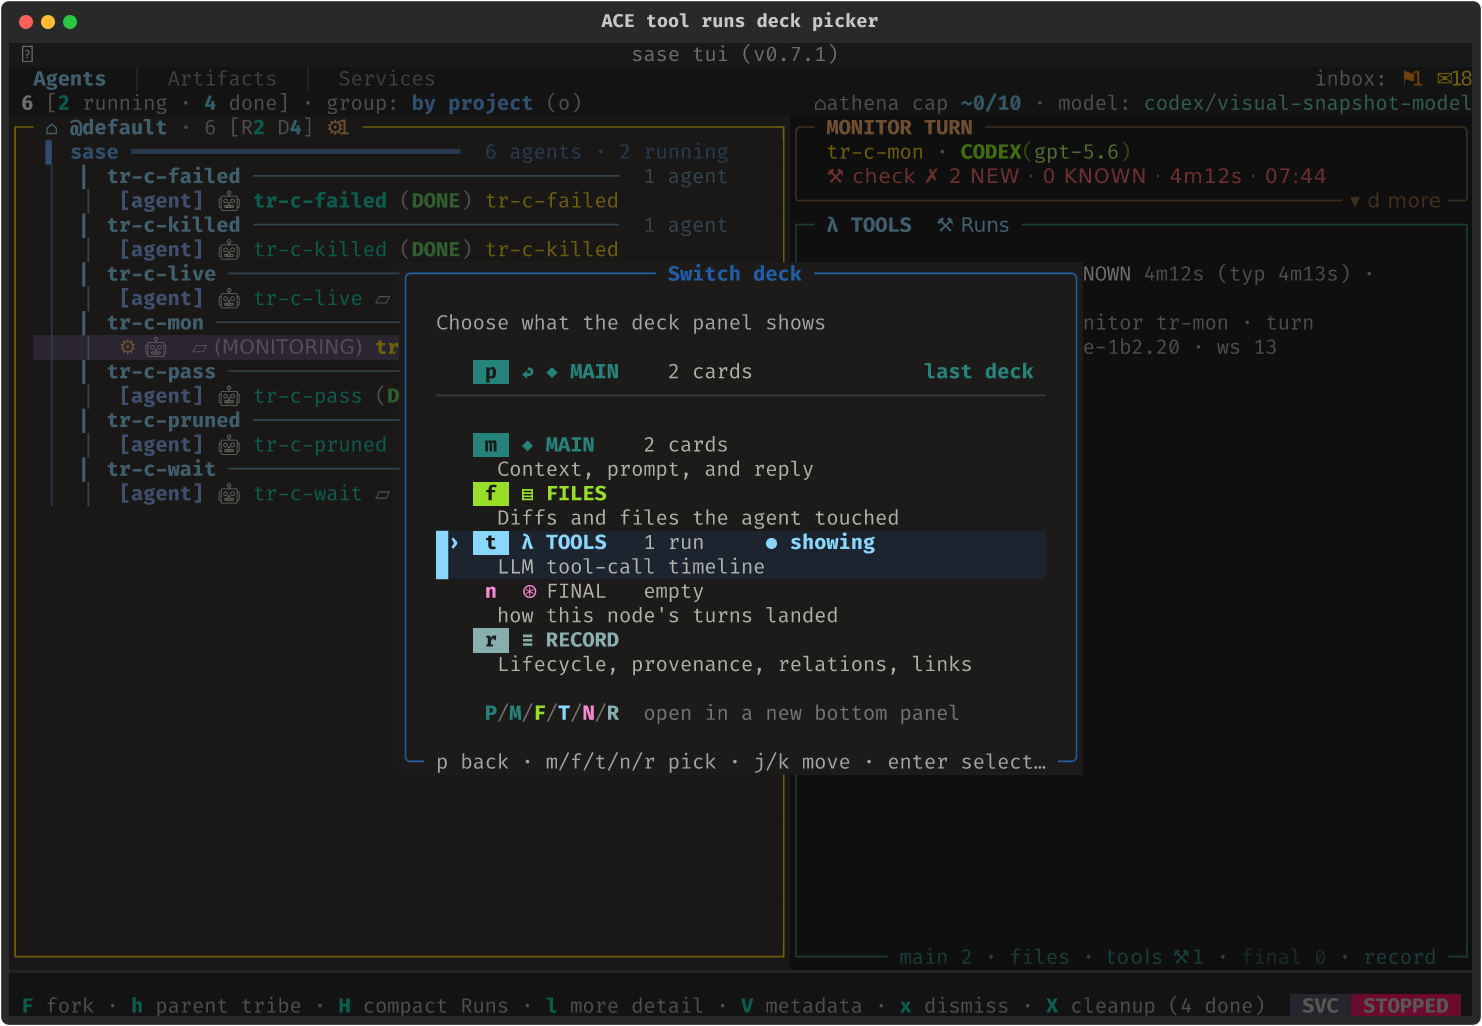 ACE tool runs deck picker
sase tui (v0.7.1)
Agents │ Artifacts │ Services
inbox: ⚑1 ✉18
6 [2 running · 4 done] · group: by project (o)
⌂athena cap ~0/10 · model: codex/visual-snapshot-model
⌂ @default · 6 [R2 D4] ⚙1
MONITOR TURN
sase 6 agents · 2 running
tr-c-mon · CODEX(gpt-5.6)
tr-c-failed 1 agent
⚒ check ✗ 2 NEW · 0 KNOWN · 4m12s · 07:44
[agent] tr-c-failed (DONE) tr-c-failed
▾ d more
tr-c-killed 1 agent
λ TOOLS ⚒ Runs
[agent] tr-c-killed (DONE) tr-c-killed
tr-c-live
NOWN 4m12s (typ 4m13s) ·
[agent] tr-c-live ▱
tr-c-mon
nitor tr-mon · turn
⚙ ▱ (MONITORING) tr
e-1b2.20 · ws 13
tr-c-pass
[agent] tr-c-pass (D
tr-c-pruned
[agent] tr-c-pruned
tr-c-wait
[agent] tr-c-wait ▱
Switch deck
Choose what the deck panel shows
p ↩ ◆ MAIN 2 cards last deck
m ◆ MAIN 2 cards
Context, prompt, and reply
f ▤ FILES
Diffs and files the agent touched
› t λ TOOLS 1 run ● showing
LLM tool-call timeline
n ⊛ FINAL empty
how this node's turns landed
r ≡ RECORD
Lifecycle, provenance, relations, links
P/M/F/T/N/R open in a new bottom panel
p back · m/f/t/n/r pick · j/k move · enter select…
main 2 · files · tools ⚒1 · final 0 · record
F fork · h parent tribe · H compact Runs · l more detail · V metadata · x dismiss · X cleanup (4 done) SVC STOPPED